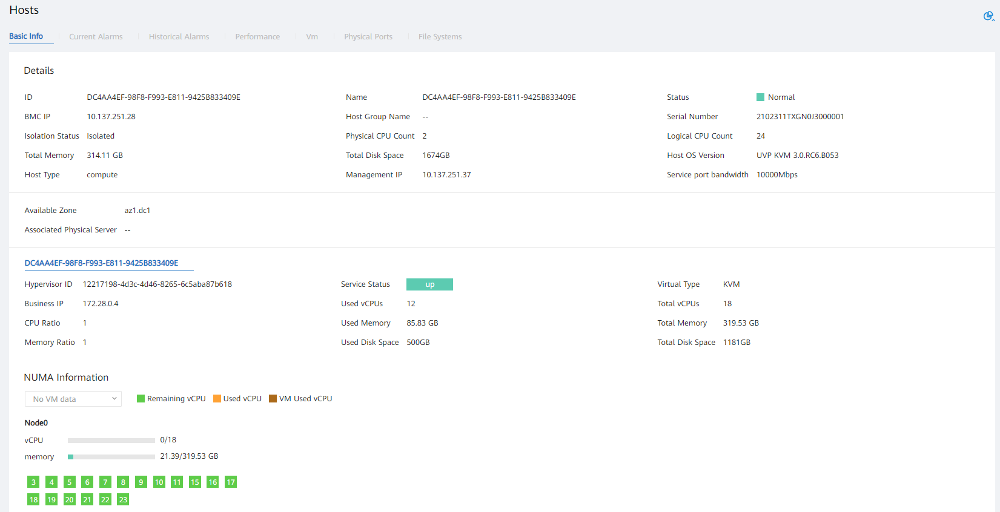 Hosts
Basic Info Current Alarms Historical Alarms Performance Vm Physical Ports File Systems
Details
ID DC4AA4EF-98F8-F993-E811-9425B833409E Name DC4AA4EF-98F8-F993-E811-9425B833409E Status Normal
BMC IP 10.137.251.28 Host Group Name -- Serial Number 2102311TXGN0J3000001
Isolation Status Isolated Physical CPU Count 2 Logical CPU Count 24
Total Memory 314.11 GB Total Disk Space 1674GB Host OS Version UVP KVM 3.0.RC6.B053
Host Type compute Management IP 10.137.251.37 Service port bandwidth 10000Mbps
Available Zone az1.dc1
Associated Physical Server --
DC4AA4EF-98F8-F993-E811-9425B833409E
Hypervisor ID 12217198-4d3c-4d46-8265-6c5aba87b618 Service Status up Virtual Type KVM
Business IP 172.28.0.4 Used vCPUs 12 Total vCPUs 18
CPU Ratio 1 Used Memory 85.83 GB Total Memory 319.53 GB
Memory Ratio 1 Used Disk Space 500GB Total Disk Space 1181GB
NUMA Information
No VM data Remaining vCPU Used vCPU VM Used vCPU
Node0
vCPU 0/18
memory 21.39/319.53 GB
3 4 5 6 7 8 9 10 11 15 16 17
18 19 20 21 22 23